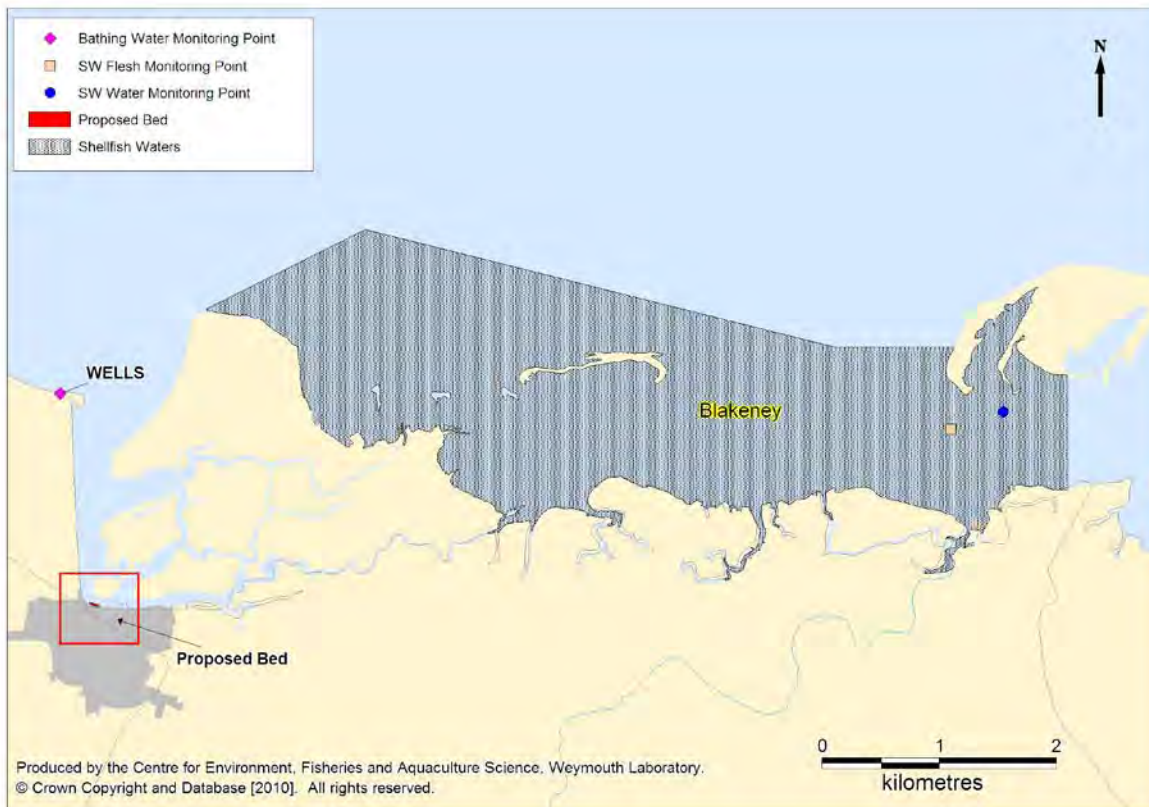 Bathing Water Monitoring Point
SW Flesh Monitoring Point
SW Water Monitoring Point
Proposed Bed
Shellfish Waters
N
WELLS
Blakeney
Proposed Bed
0 1 2
kilometres
Produced by the Centre for Environment, Fisheries and Aquaculture Science, Weymouth Laboratory.
© Crown Copyright and Database [2010]. All rights reserved.